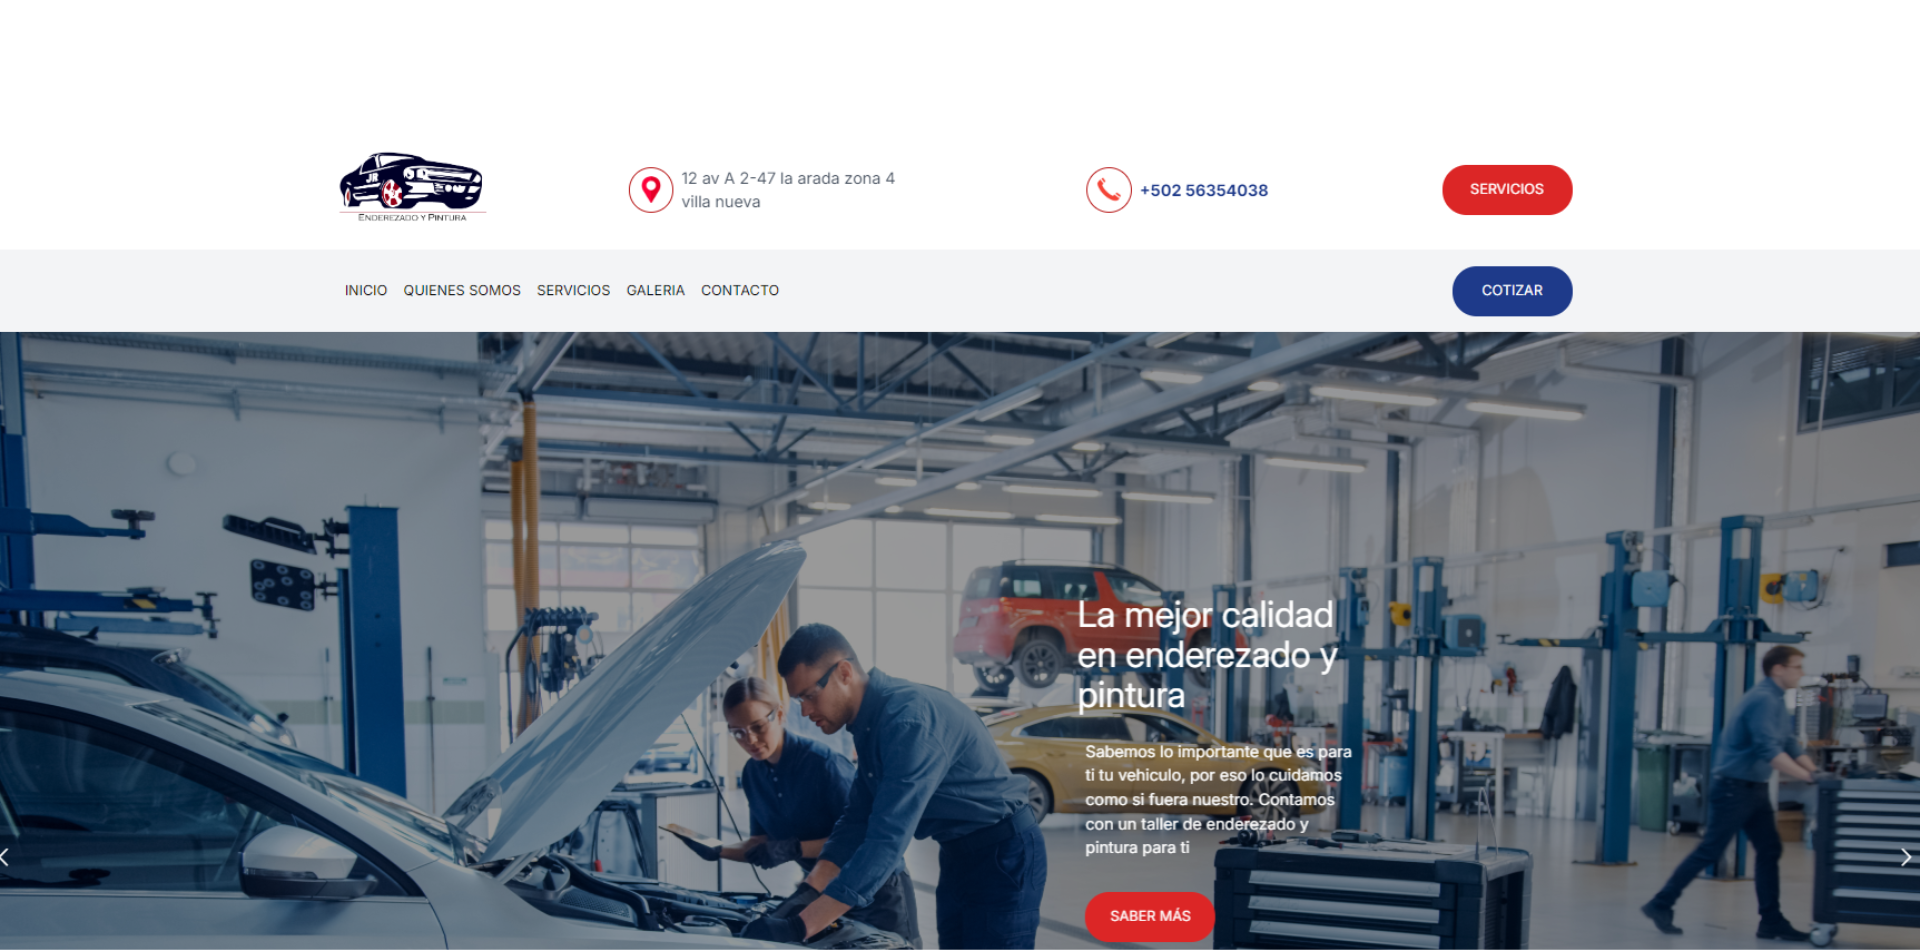 JR
ENDEREZADO Y PINTURA
12 av A 2-47 la arada zona 4
villa nueva
+502 56354038
SERVICIOS
INICIO QUIENES SOMOS SERVICIOS GALERIA CONTACTO
COTIZAR
La mejor calidad
en enderezado y
pintura
Sabemos lo importante que es para
ti tu vehiculo, por eso lo cuidamos
como si fuera nuestro. Contamos
con un taller de enderezado y
pintura para ti
SABER MÁS